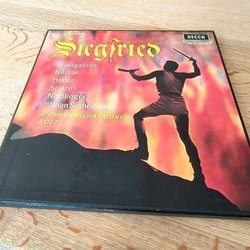 Siegfried
DECCA
Windgassen
Nilsson
Hotter
Stolze
Neidlinger
Joan Sutherland
VIENNA PHILHARMONIC
SOLTI